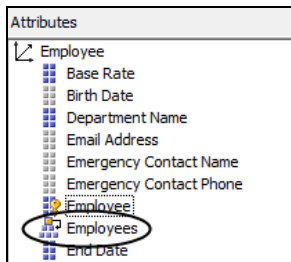 Attributes
Employee
Base Rate
Birth Date
Department Name
Email Address
Emergency Contact Name
Emergency Contact Phone
Employee
Employees
End Date